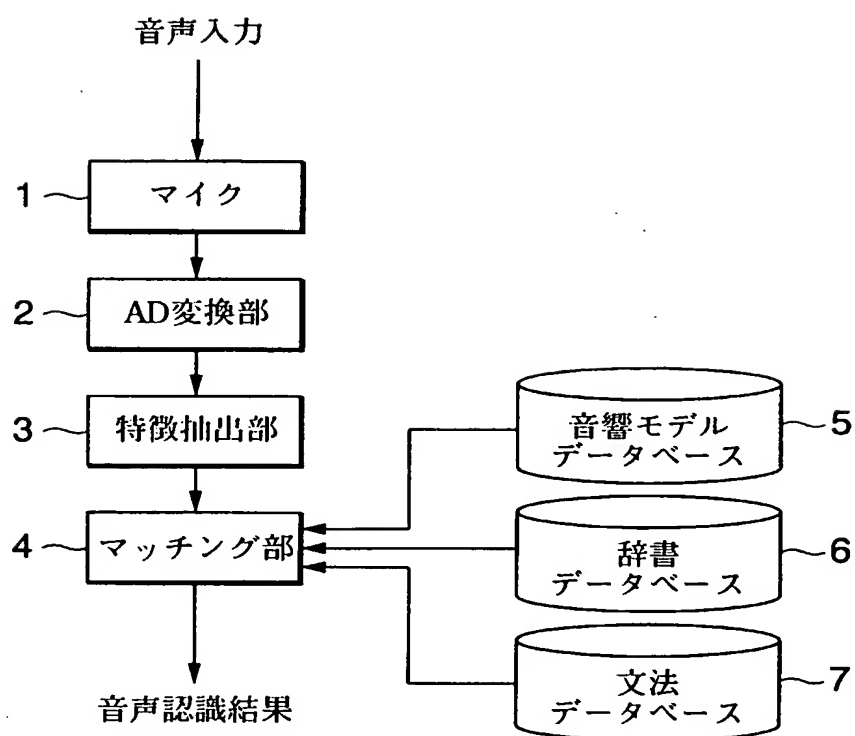 音声入力
1
マイク
2
AD変換部
3
特徴抽出部
4
マッチング部
音響モデル
データベース
5
辞書
データベース
6
文法
データベース
7
音声認識結果